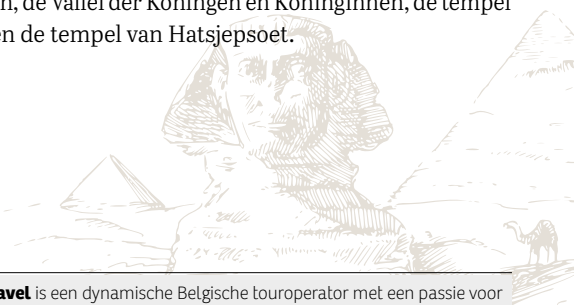 de Vallei der Koningen en Koninginnen, de tempel
en de tempel van Hatsjepsoet.
is een dynamische Belgische touroperator met een passie voor